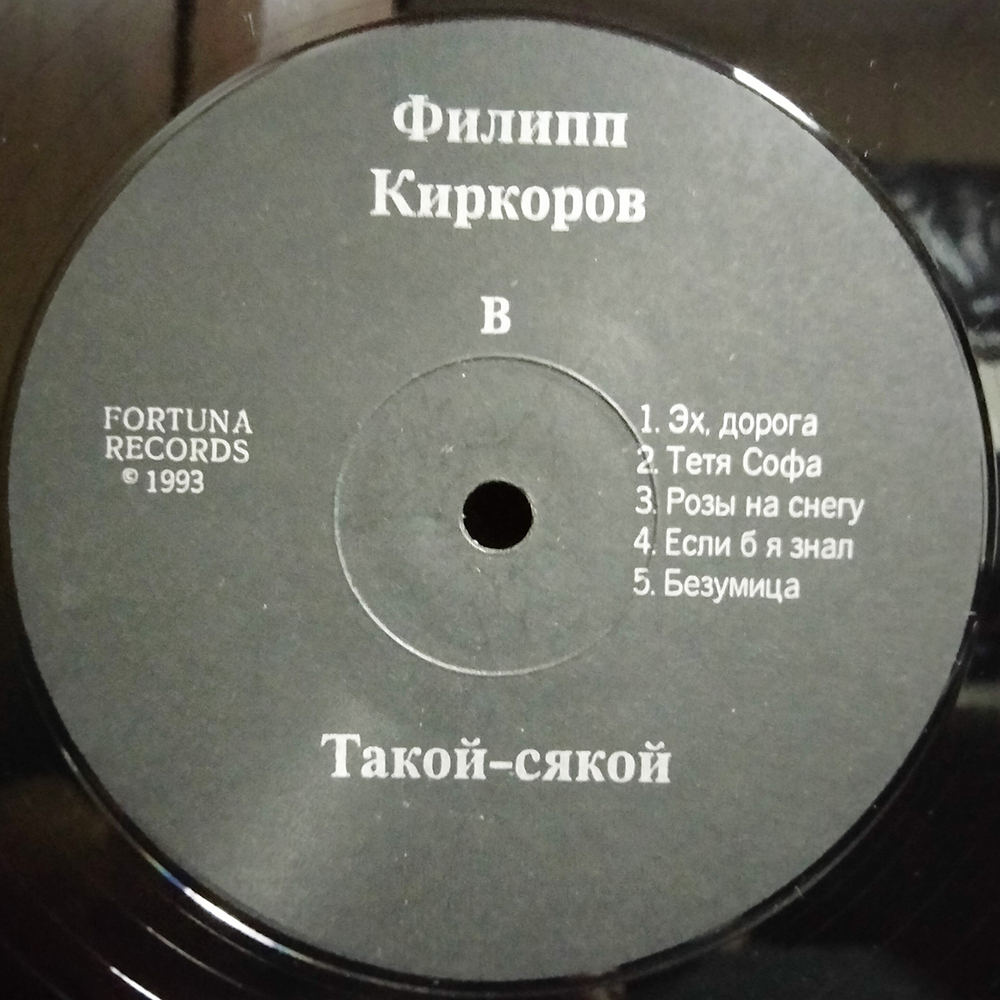 Филипп
Киркоров
В
FORTUNA
RECORDS
© 1993
1. Эх, дорога
2. Тетя Софа
3. Розы на снегу
4. Если б я знал
5. Безумица
Такой-сякой